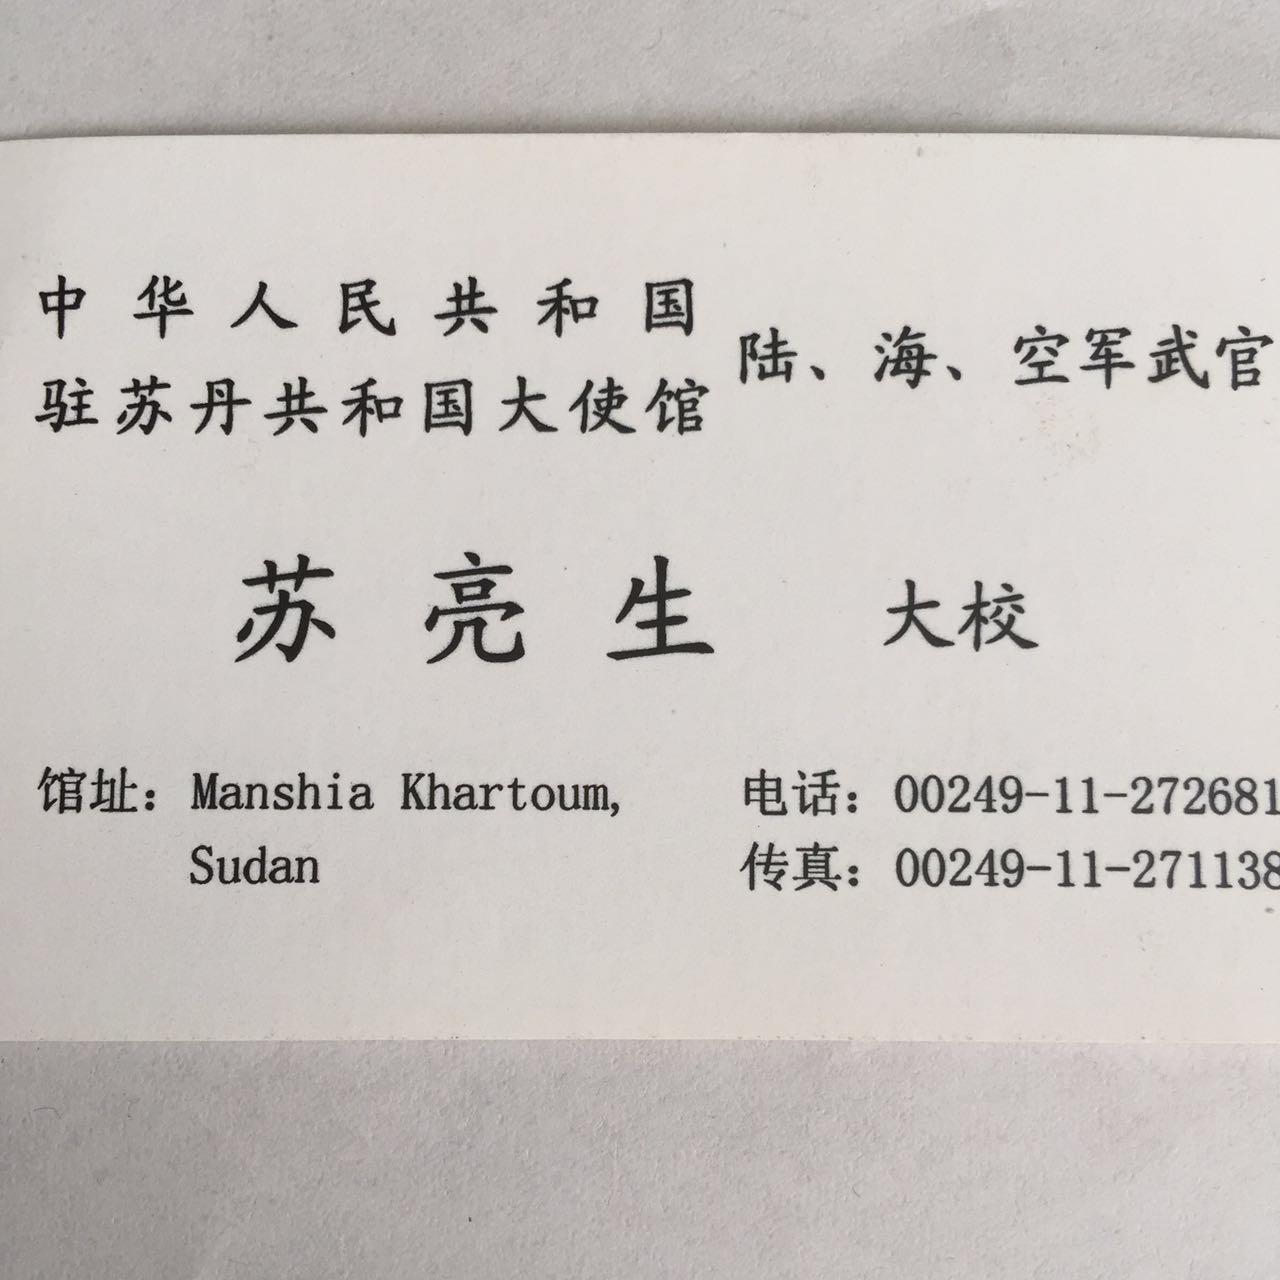 中华人民共和国
驻苏丹共和国大使馆
陆、海、空军武官
苏亮生 大校
馆址：Manshia Khartoum,
Sudan
电话：00249-11-272681
传真：00249-11-271138